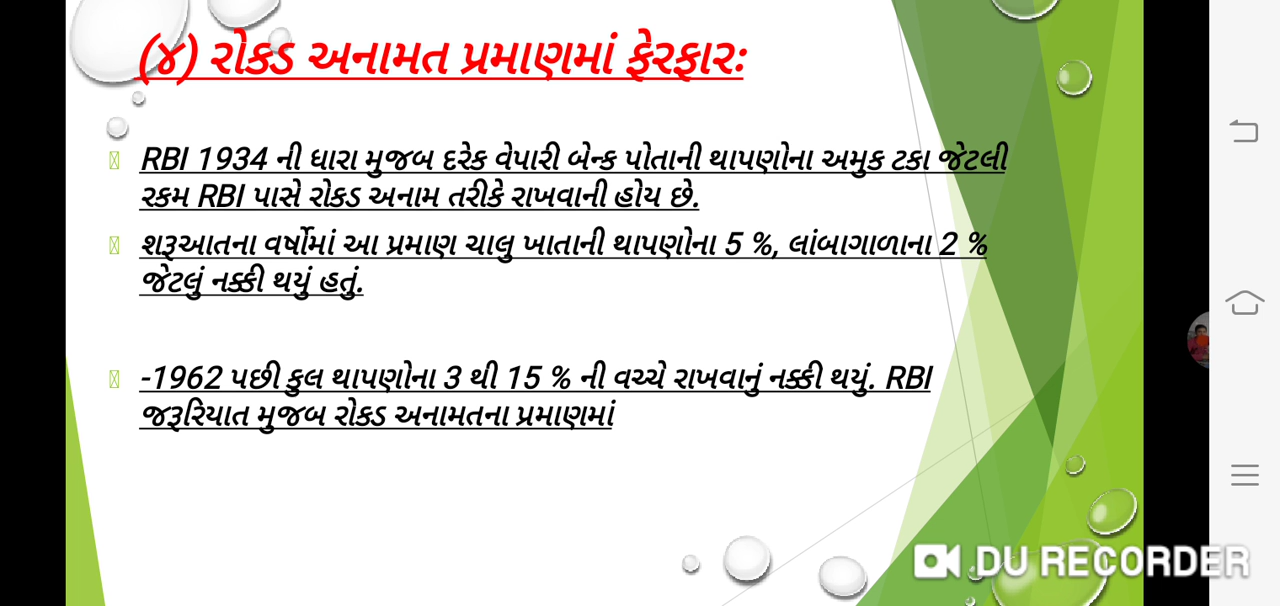 (૪) રોકડ અનામત પ્રમાણમાં ફેરફાર:
RBI 1934 ની ધારા મુજબ દરેક વેપારી બેન્ક પોતાની થાપણોના અમુક ટકા જેટલી
રકમ RBI પાસે રોકડ અનામ તરીકે રાખવાની હોય છે.
શરૂઆતના વર્ષોમાં આ પ્રમાણ ચાલુ ખાતાની થાપણોના 5 %, લાંબાગાળાના 2 %
જેટલું નક્કી થયું હતું.
-1962 પછી કુલ થાપણોના 3 થી 15 % ની વચ્ચે રાખવાનું નક્કી થયું. RBI
જરૂરિયાત મુજબ રોકડ અનામતના પ્રમાણમાં
DU RECORDER